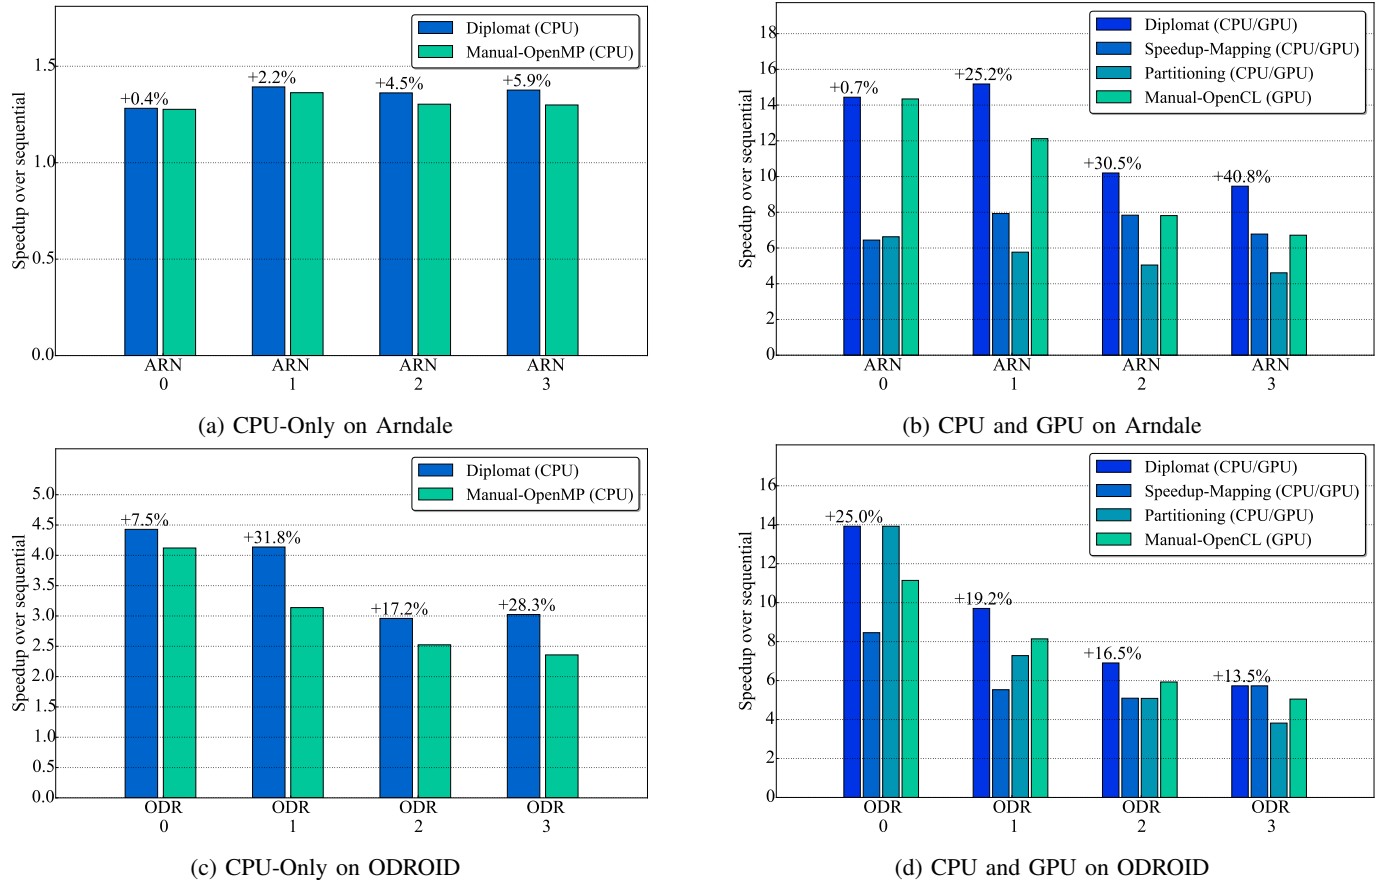 Diplomat (CPU)
Manual-OpenMP (CPU)
Speedup over sequential
1.5
1.0
0.5
0.0
+0.4%
+2.2%
+4.5%
+5.9%
ARN ARN ARN ARN
0 1 2 3
(a) CPU-Only on Arndale
Diplomat (CPU/GPU)
Speedup-Mapping (CPU/GPU)
Partitioning (CPU/GPU)
Manual-OpenCL (GPU)
Speedup over sequential
18
16
14
12
10
8
6
4
2
0
+0.7%
+25.2%
+30.5%
+40.8%
ARN ARN ARN ARN
0 1 2 3
(b) CPU and GPU on Arndale
Diplomat (CPU)
Manual-OpenMP (CPU)
Speedup over sequential
5.0
4.5
4.0
3.5
3.0
2.5
2.0
1.5
1.0
0.5
0.0
+7.5%
+31.8%
+17.2%
+28.3%
ODR ODR ODR ODR
0 1 2 3
(c) CPU-Only on ODROID
Diplomat (CPU/GPU)
Speedup-Mapping (CPU/GPU)
Partitioning (CPU/GPU)
Manual-OpenCL (GPU)
Speedup over sequential
16
14
12
10
8
6
4
2
0
+25.0%
+19.2%
+16.5%
+13.5%
ODR ODR ODR ODR
0 1 2 3
(d) CPU and GPU on ODROID